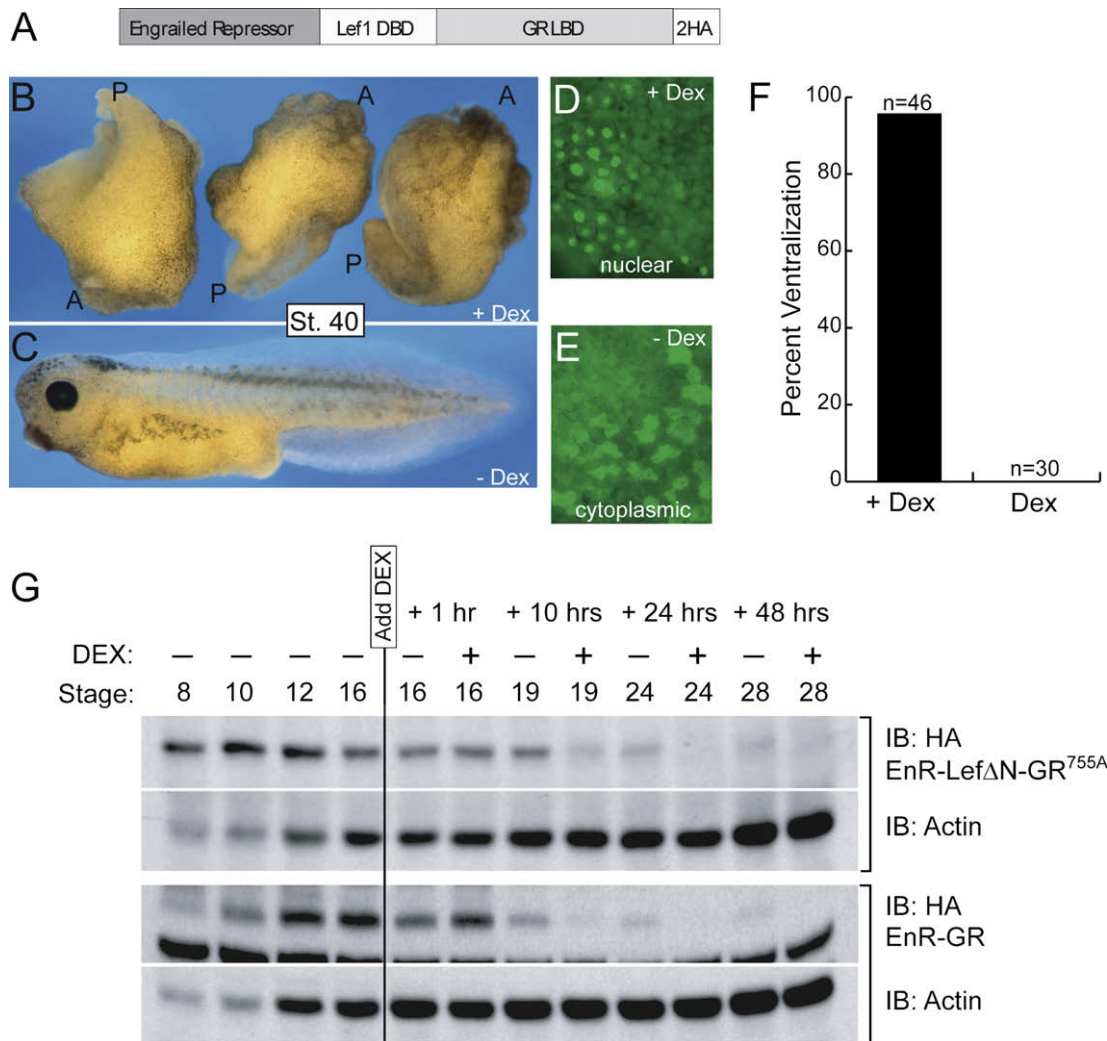 A
Engrailed Repressor Lef1 DBD GRLBD 2HA
B
P A A
A P P
+ Dex
St. 40
C
- Dex
D
+ Dex
nuclear
E
- Dex
cytoplasmic
F
Percent Ventralization
100
80
60
40
20
0
n=46
n=30
+ Dex Dex
G
Add DEX
+ 1 hr + 10 hrs + 24 hrs + 48 hrs
DEX: – – – – – + – + – + – +
Stage: 8 10 12 16 16 16 19 19 24 24 28 28
IB: HA
EnR-LefΔN-GR755A
IB: Actin
IB: HA
EnR-GR
IB: Actin